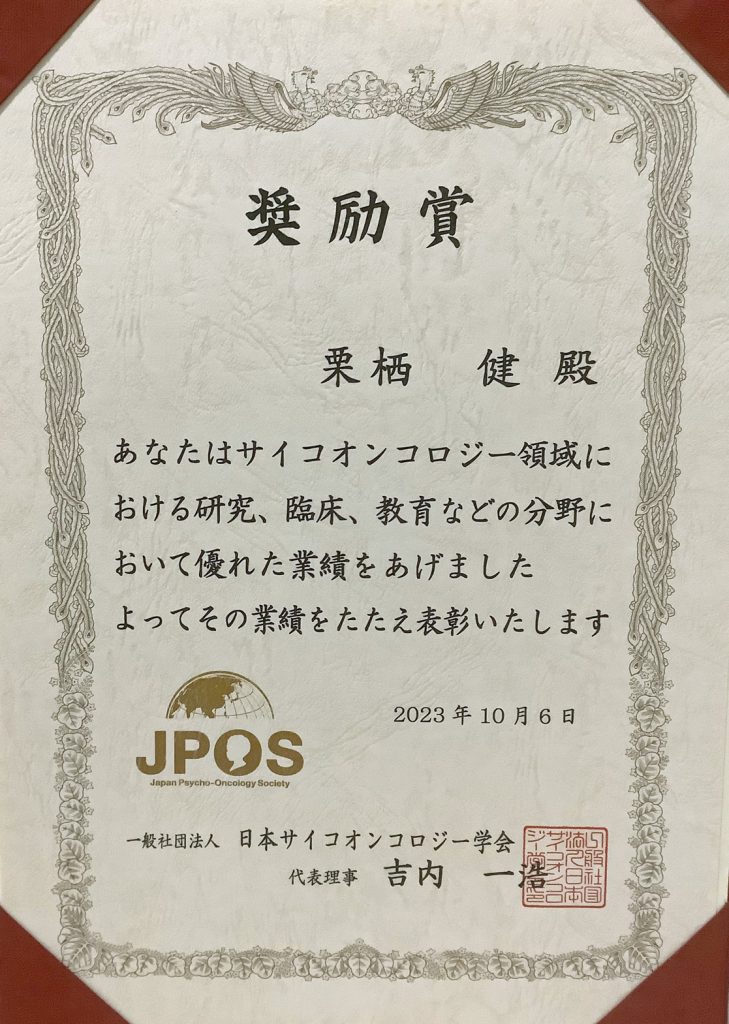 奨励賞
栗栖 健 殿
あなたはサイコオンコロジー領域に
おける研究、臨床、教育などの分野に
おいて優れた業績をあげました
よってその業績をたたえ表彰いたします
2023年10月6日
JPOS
Japan Psycho-Oncology Society
一般社団法人 日本サイコオンコロジー学会
代表理事 吉内 一浩